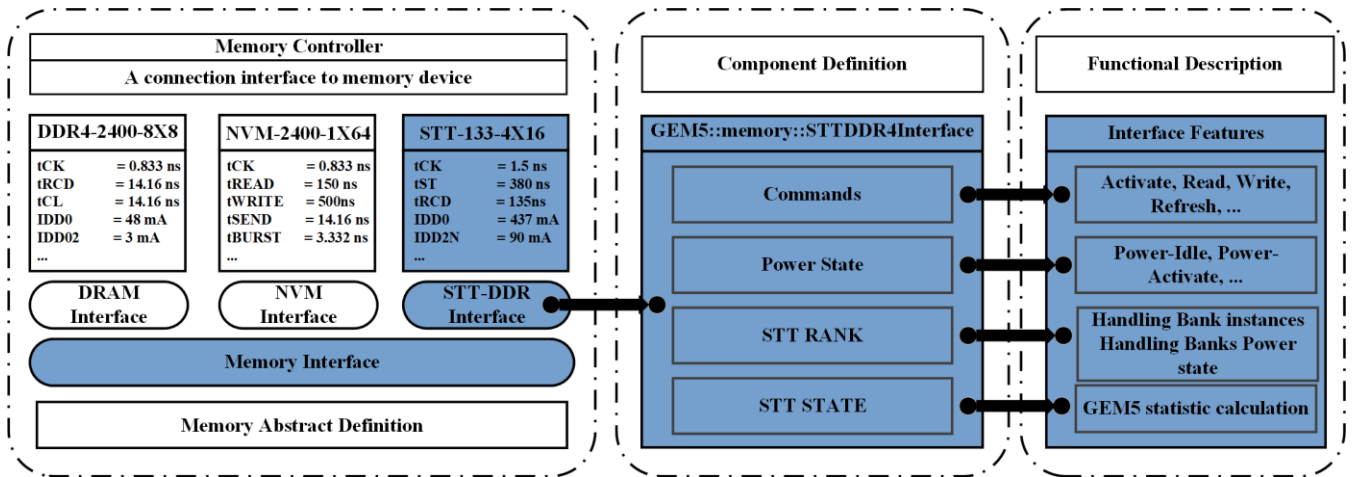 Memory Controller
A connection interface to memory device
DDR4-2400-8X8
tCK = 0.833 ns
tRCD = 14.16 ns
tCL = 14.16 ns
IDD0 = 48 mA
IDD02 = 3 mA
...
NVM-2400-1X64
tCK = 0.833 ns
tREAD = 150 ns
tWRITE = 500ns
tSEND = 14.16 ns
tBURST = 3.332 ns
...
STT-133-4X16
tCK = 1.5 ns
tST = 380 ns
tRCD = 135ns
IDD0 = 437 mA
IDD2N = 90 mA
...
DRAM
Interface
NVM
Interface
STT-DDR
Interface
Memory Interface
Memory Abstract Definition
Component Definition
GEM5::memory::STTDDR4Interface
Commands
Power State
STT RANK
STT STATE
Functional Description
Interface Features
Activate, Read, Write,
Refresh, ...
Power-Idle, Power-
Activate, ...
Handling Bank instances
Handling Banks Power
state
GEM5 statistic calculation